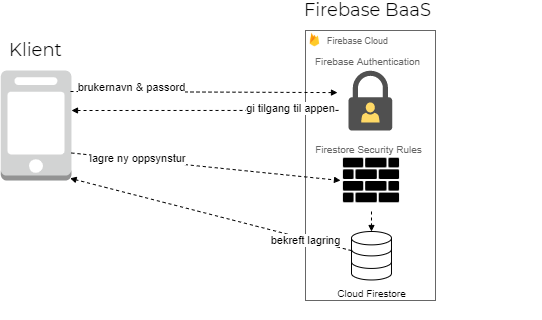 Firebase BaaS
Klient
Firebase Cloud
Firebase Authentication
brukernavn & passord
gi tilgang til appen
Firestore Security Rules
lagre ny oppsynstur
bekreft lagring
Cloud Firestore